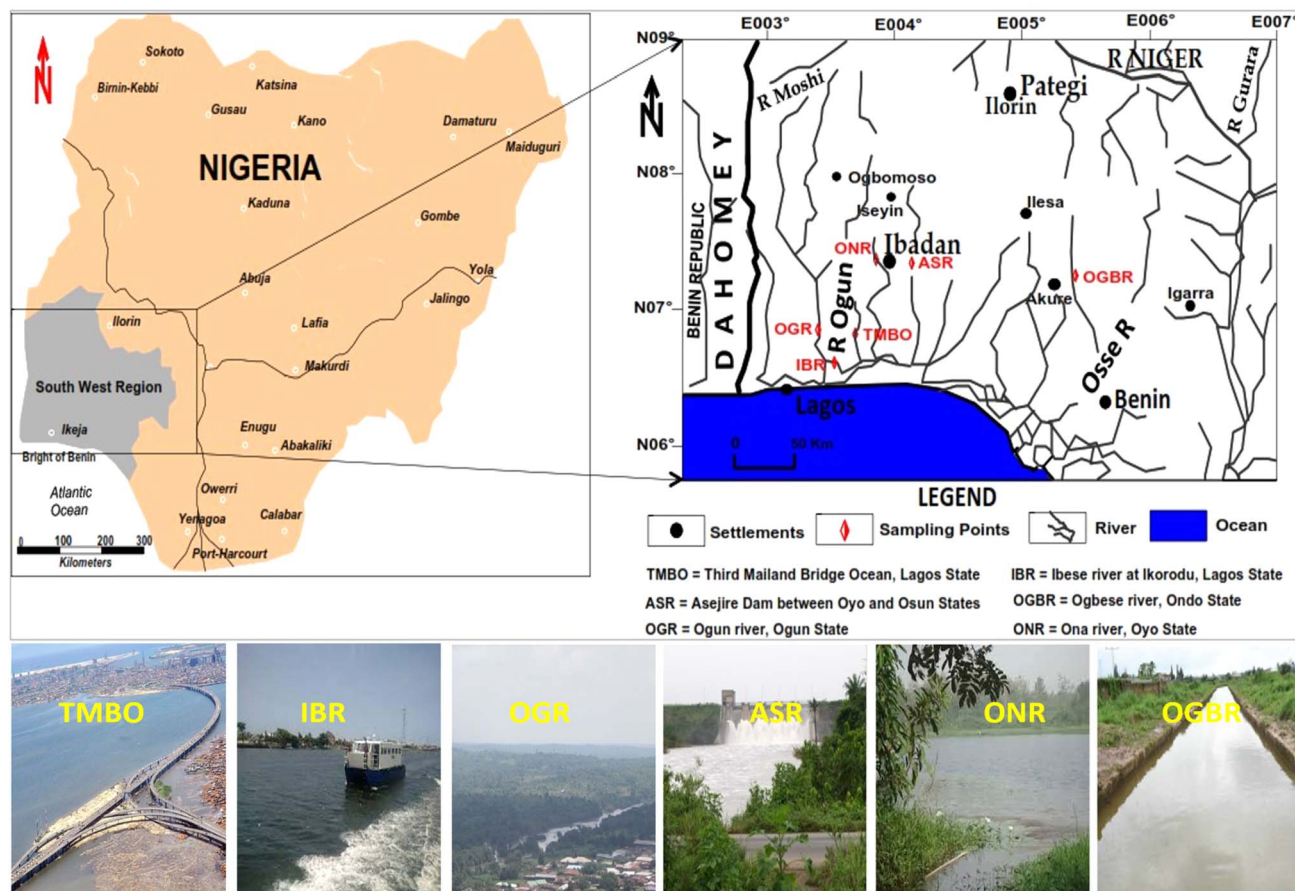 N
Sokoto
Birnin-Kebbi
Katsina
Gusau
Kano
Damaturu
Maiduguri
NIGERIA
Kaduna
Gombe
Abuja
Yola
Jalingo
Ilorin
Lafia
Makurdi
South West Region
Ikeja
Enugu
Abakaliki
Bright of Benin
Atlantic
Ocean
Owerri
Yenagoa
Calabar
Port-Harcourt
0 100 200 300
Kilometers
E003° E004° E005° E006° E007°
N09°
N08°
N07°
N06°
N
R Moshi
R NIGER
R Gurara
Pategi
Ilorin
BENIN REPUBLIC
DAHOMEY
Ogbomoso
Iseyin
Ilesa
ONR
Ibadan
ASR
OGBR
Akure
Igarra
OGR
R Ogun
TMBO
IBR
Osse R
Lagos
Benin
0 50 Km
LEGEND
Settlements Sampling Points River Ocean
TMBO = Third Mailand Bridge Ocean, Lagos State
IBR = Ibese river at Ikorodu, Lagos State
ASR = Asejire Dam between Oyo and Osun States
OGBR = Ogbese river, Ondo State
OGR = Ogun river, Ogun State
ONR = Ona river, Oyo State
TMBO
IBR
OGR
ASR
ONR
OGBR